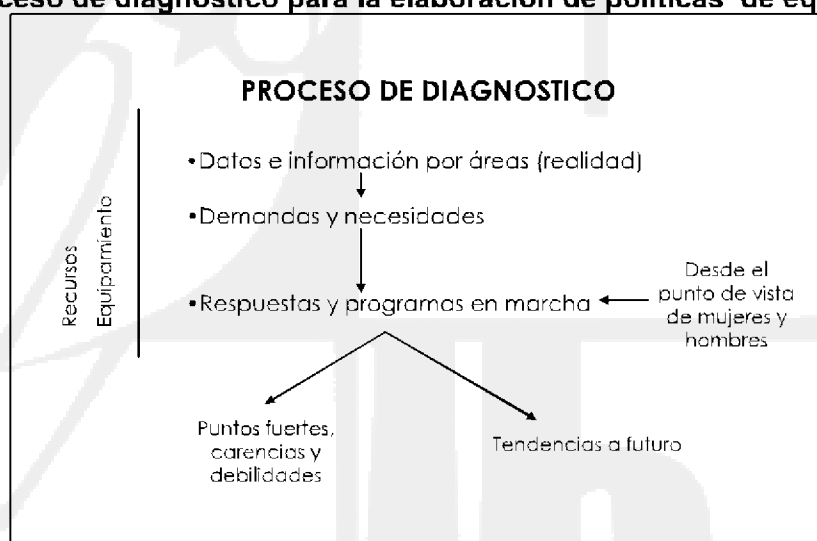 ceso de diagnóstico para la elaboración de políticas de eq
PROCESO DE DIAGNOSTICO
•Datos e información por áreas (realidad)
•Demandas y necesidades
•Respuestas y programas en marcha
Desde el
punto de vista
de mujeres y
hombres
Recursos
Equipamiento
Puntos fuertes,
carencias y
debilidades
Tendencias a futuro